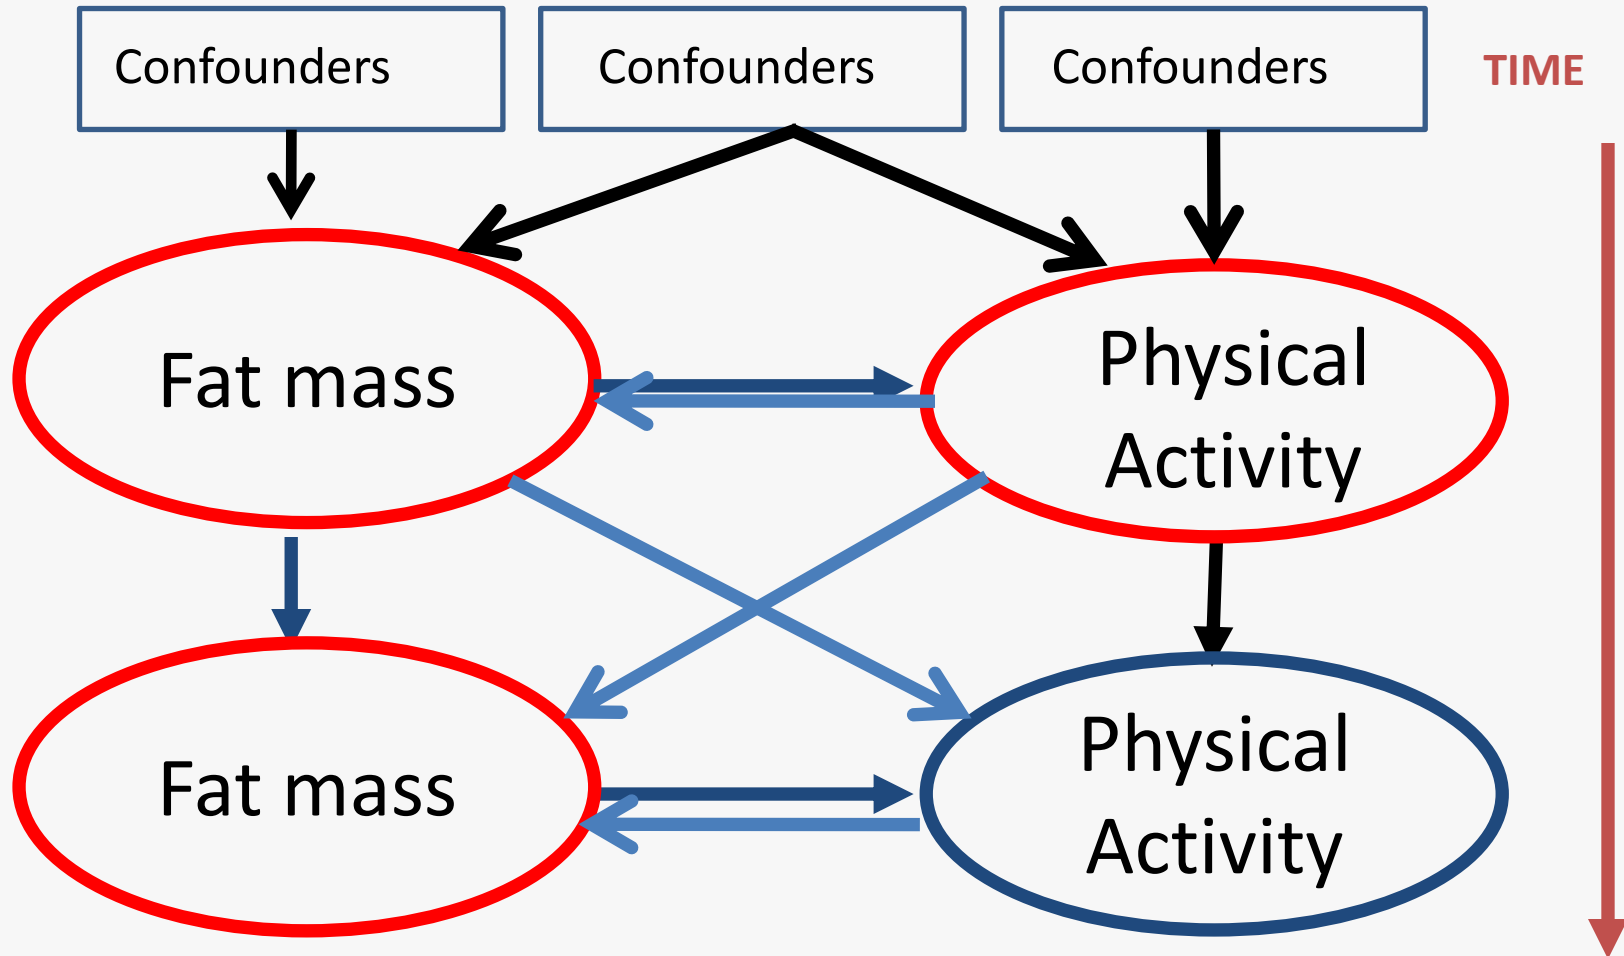 Confounders
Confounders
Confounders
TIME
Fat mass
Physical
Activity
Fat mass
Physical
Activity